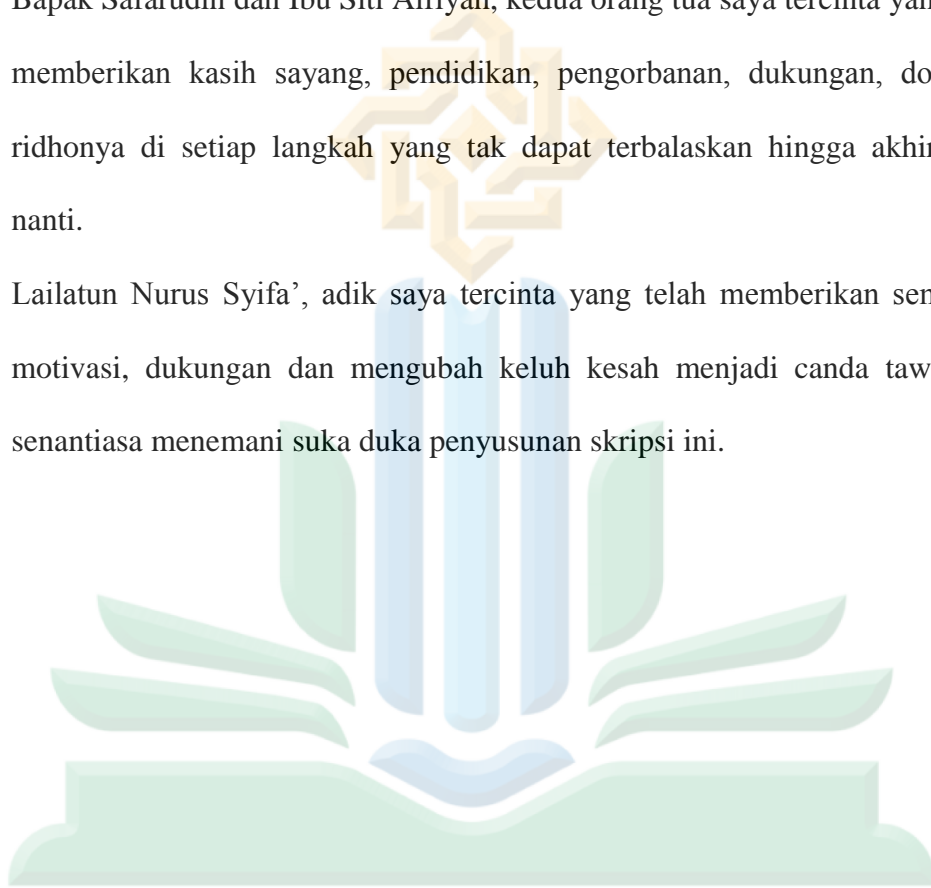 Bapak Safarudin dan Ibu Siti Afriyah, kedua orang tua saya tercinta yan
memberikan kasih sayang, pendidikan, pengorbanan, dukungan, do
ridhonya di setiap langkah yang tak dapat terbalaskan hingga akhir
nanti.
Lailatun Nurus Syifa’, adik saya tercinta yang telah memberikan sem
motivasi, dukungan dan mengubah keluh kesah menjadi canda taw
senantiasa menemani suka duka penyusunan skripsi ini.